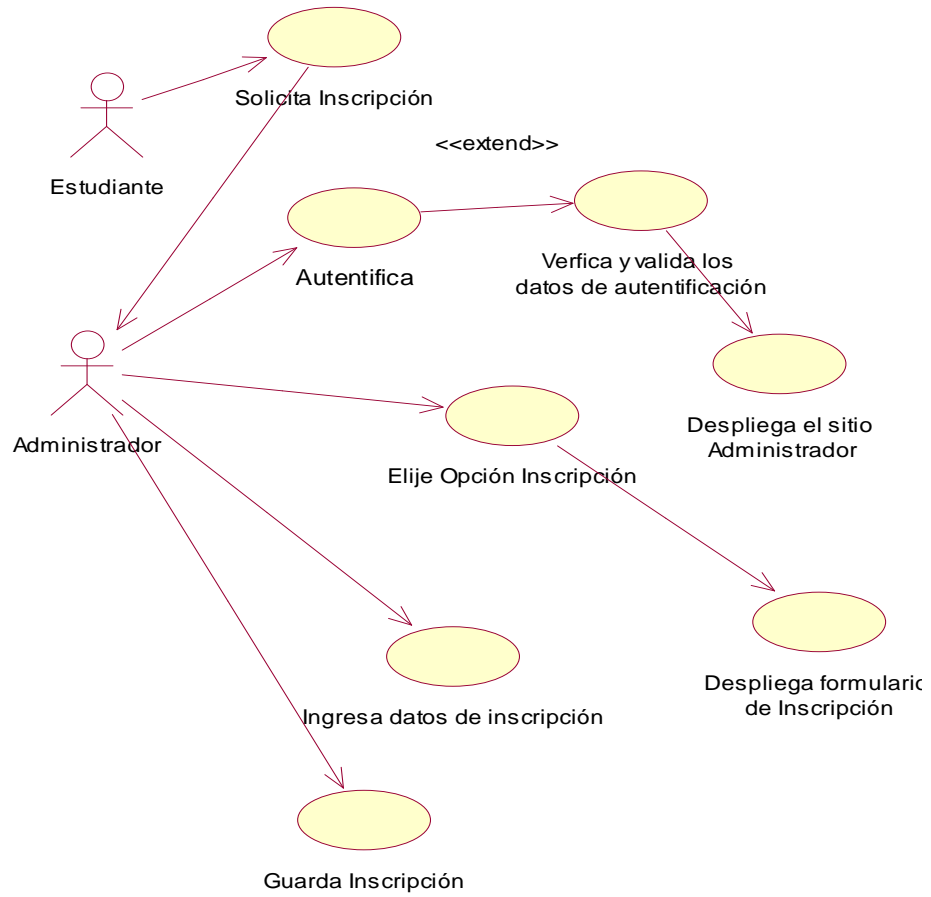 Solicita Inscripción
<<extend>>
Estudiante
Autentifica
Verfica y valida los
datos de autentificación
Administrador
Despliega el sitio
Administrador
Elije Opción Inscripción
Despliega formulario
de Inscripción
Ingresa datos de inscripción
Guarda Inscripción